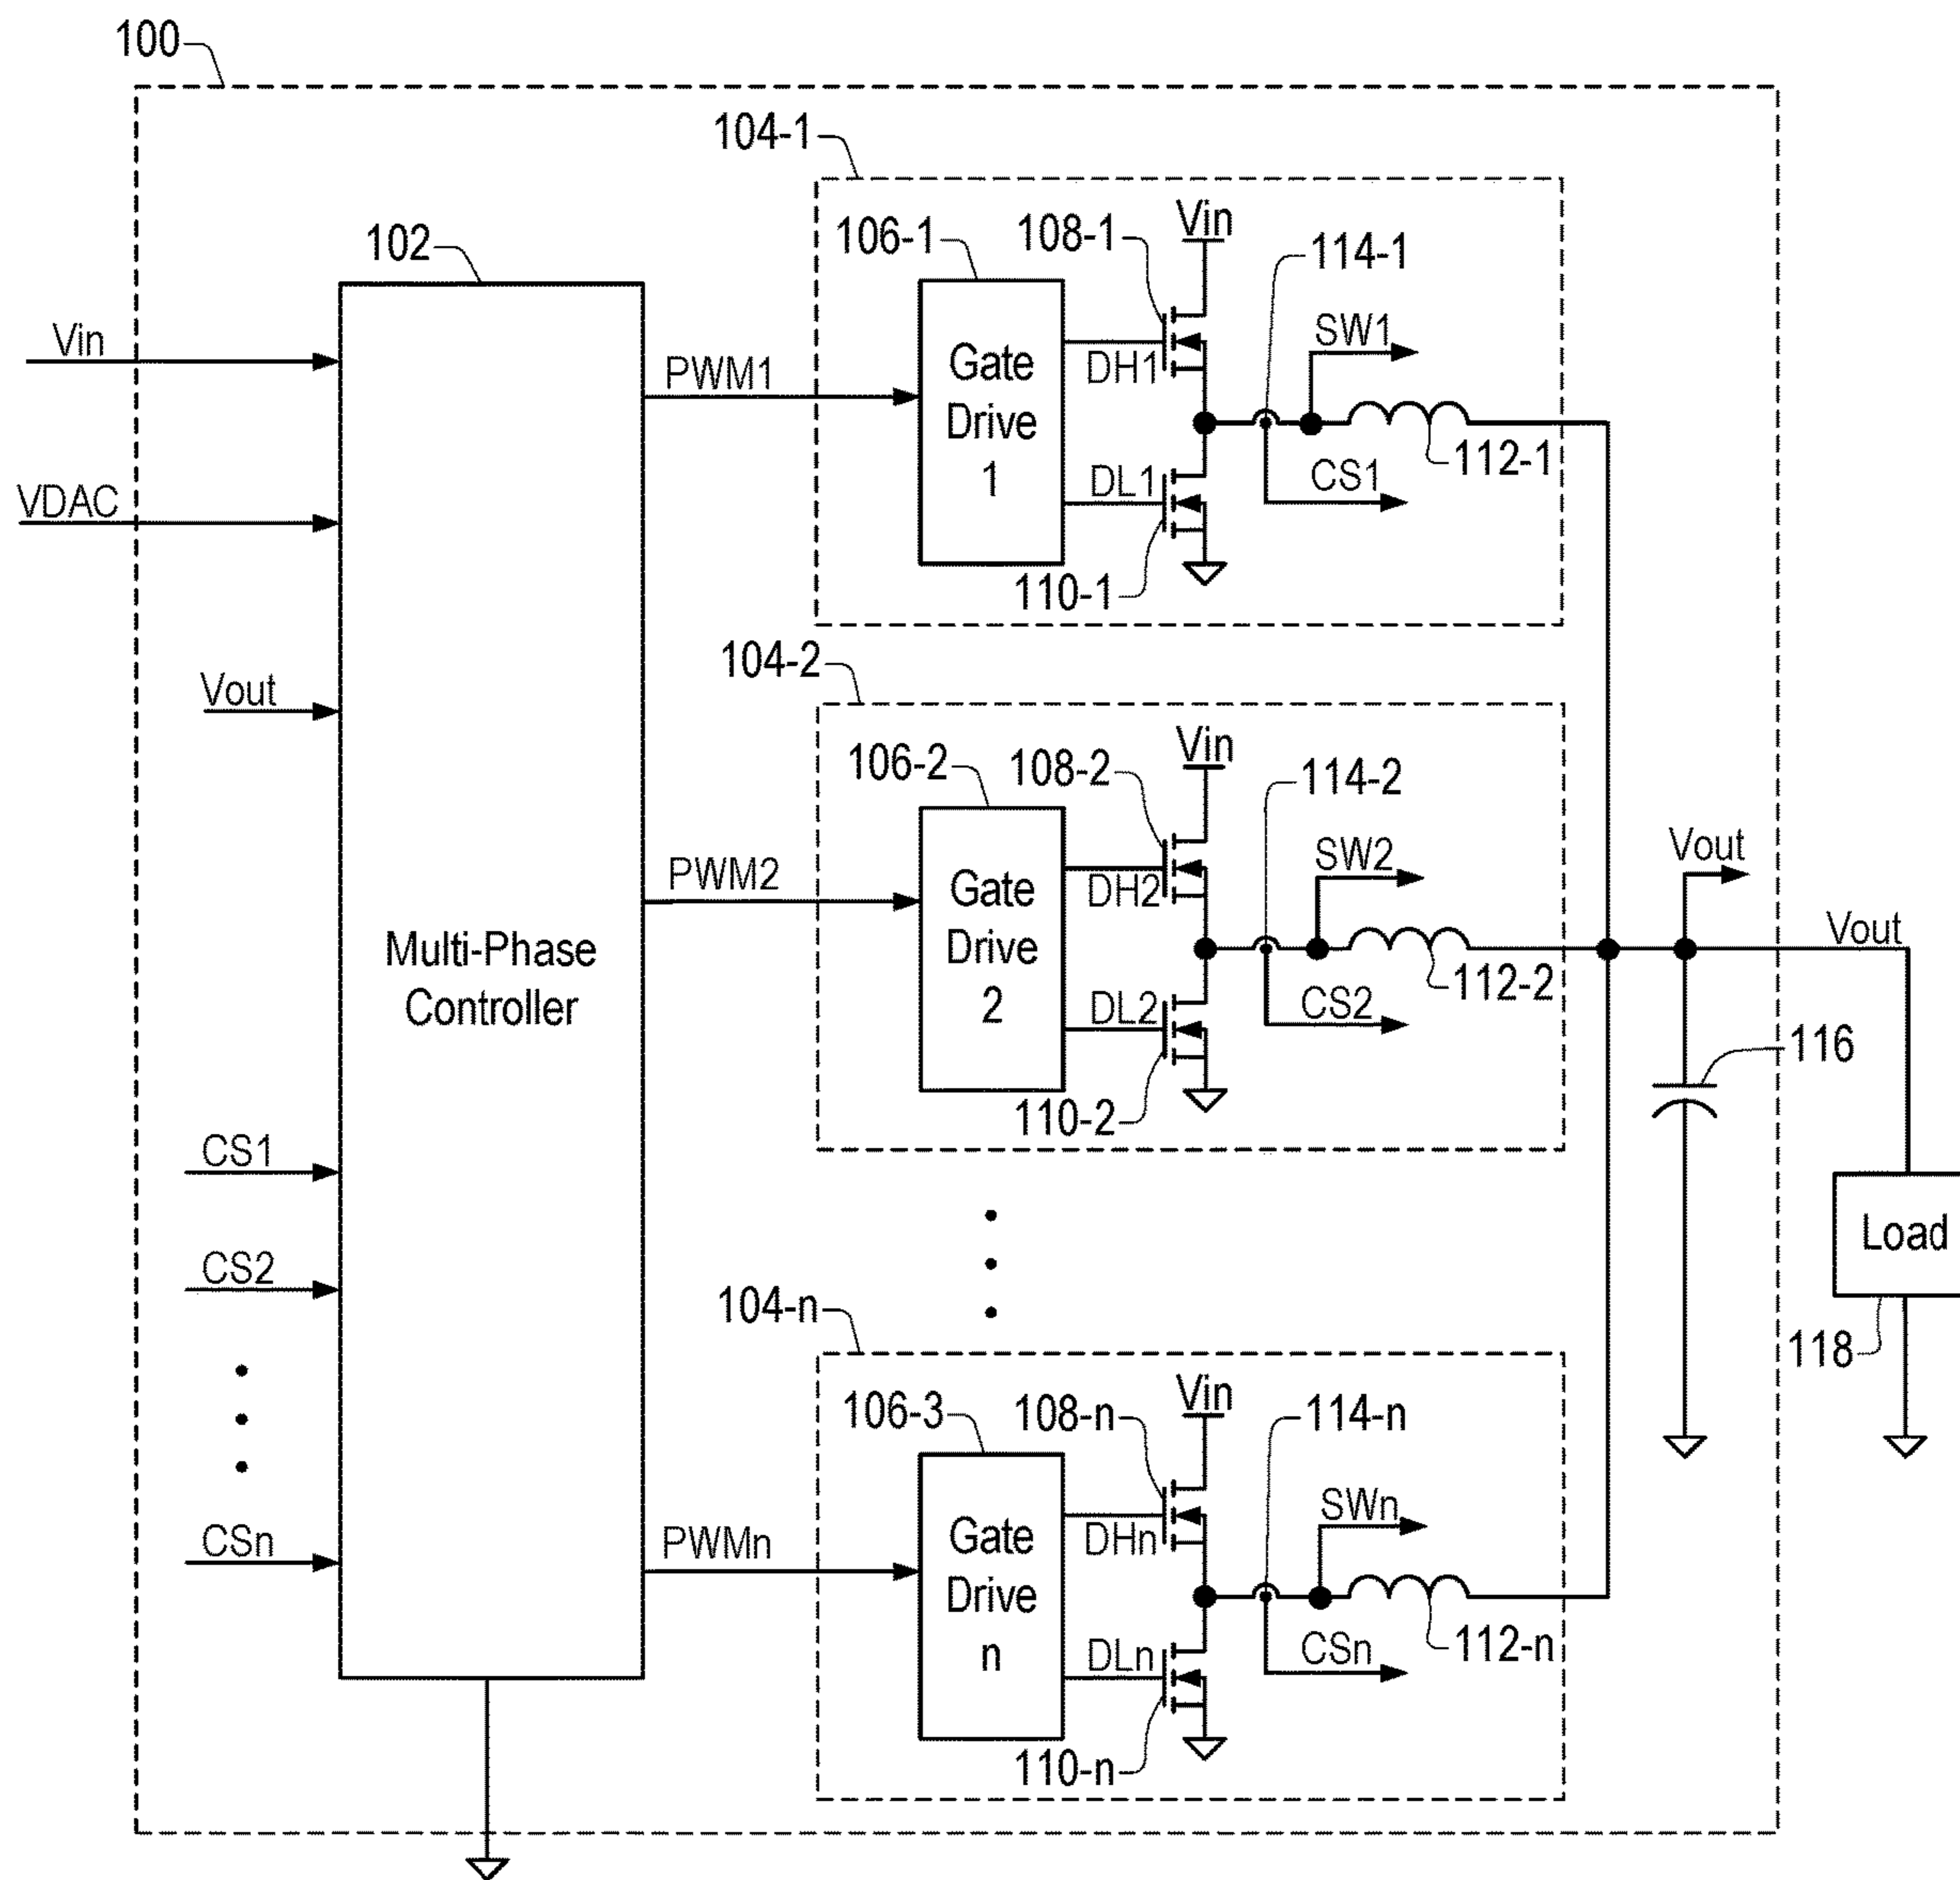 100
104-1
102
106-1
108-1
Vin
114-1
Vin
SW1
Gate
Drive
1
DH1
PWM1
112-1
DL1
CS1
VDAC
110-1
104-2
Vout
106-2
108-2
Vin
114-2
SW2
Vout
PWM2
Gate
Drive
2
DH2
Vout
Multi-Phase
Controller
112-2
DL2
CS2
116
110-2
CS1
Load
CS2
104-n
118
106-3
108-n
Vin
114-n
SWn
CSn
PWMn
Gate
Drive
n
DHn
112-n
DLn
CSn
110-n